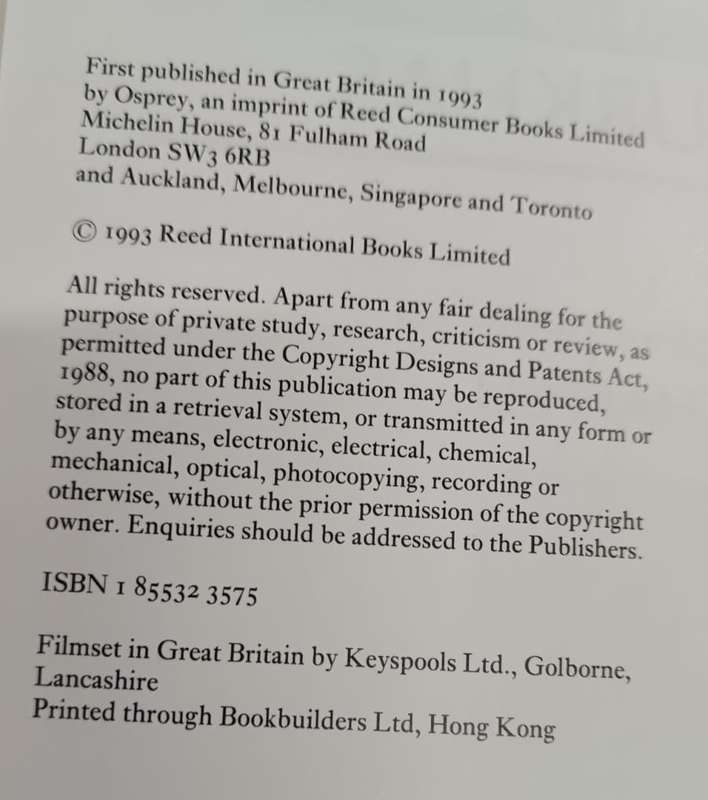 First published in Great Britain in 1993
by Osprey, an imprint of Reed Consumer Books Limited
Michelin House, 81 Fulham Road
London SW3 6RB
and Auckland, Melbourne, Singapore and Toronto
© 1993 Reed International Books Limited
All rights reserved. Apart from any fair dealing for the
purpose of private study, research, criticism or review, as
permitted under the Copyright Designs and Patents Act,
1988, no part of this publication may be reproduced,
stored in a retrieval system, or transmitted in any form or
by any means, electronic, electrical, chemical,
mechanical, optical, photocopying, recording or
otherwise, without the prior permission of the copyright
owner. Enquiries should be addressed to the Publishers.
ISBN 1 85532 3575
Filmset in Great Britain by Keyspools Ltd., Golborne,
Lancashire
Printed through Bookbuilders Ltd, Hong Kong